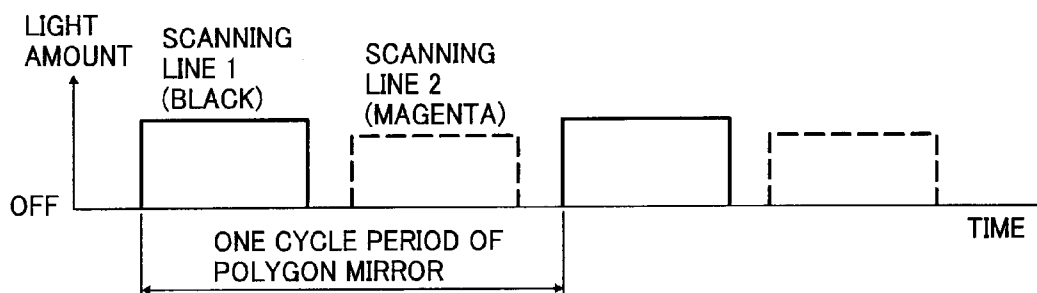 LIGHT
AMOUNT
SCANNING
LINE 1
(BLACK)
SCANNING
LINE 2
(MAGENTA)
OFF
TIME
ONE CYCLE PERIOD OF
POLYGON MIRROR